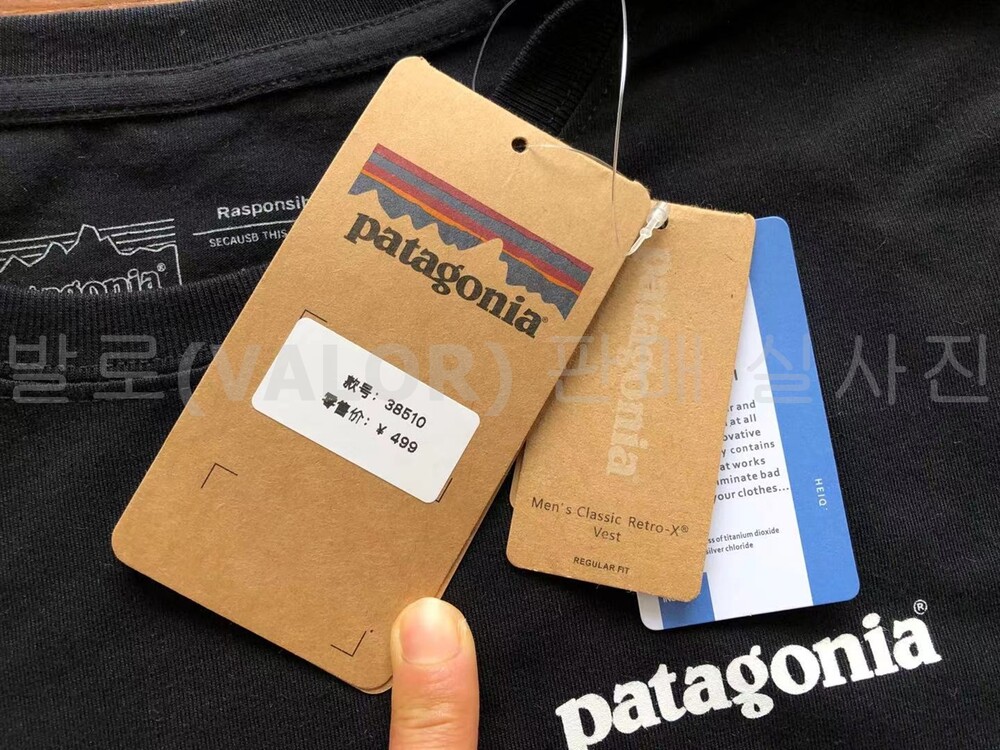 Rasponsib
SECAUSB THIS
patagonia®
patagonia
款号: 38510
零售价: ¥ 499
patagonia
Men's Classic Retro-X®
Vest
REGULAR FIT
r and
at all
ovative
y contains
at works
minate bad
your clothes...
ss of titanium dioxide
silver chloride
HEIQ
patagonia®
발로(VALOR) 판매 실사진